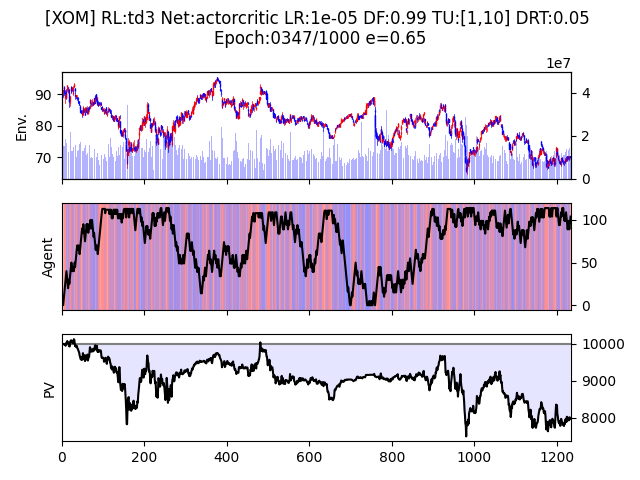 [XOM] RL:td3 Net:actorcritic LR:1e-05 DF:0.99 TU:[1,10] DRT:0.05
Epoch:0347/1000 e=0.65
1e7
Env.
90
80
70
4
2
0
Agent
100
50
0
PV
10000
9000
8000
0 200 400 600 800 1000 1200